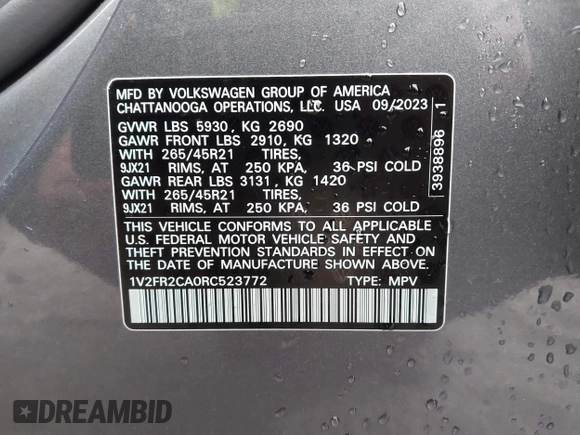 MFD BY VOLKSWAGEN GROUP OF AMERICA
CHATTANOOGA OPERATIONS, LLC. USA 09/2023
GVWR LBS 5930, KG 2690
GAWR FRONT LBS 2910, KG 1320
WITH 265/45R21 TIRES,
9JX21 RIMS, AT 250 KPA, 36 PSI COLD
GAWR REAR LBS 3131, KG 1420
WITH 265/45R21 TIRES,
9JX21 RIMS, AT 250 KPA, 36 PSI COLD
THIS VEHICLE CONFORMS TO ALL APPLICABLE
U.S. FEDERAL MOTOR VEHICLE SAFETY AND
THEFT PREVENTION STANDARDS IN EFFECT ON THE
DATE OF MANUFACTURE SHOWN ABOVE.
1V2FR2CA0RC523772 TYPE: MPV
3938896 1
DREAMBID